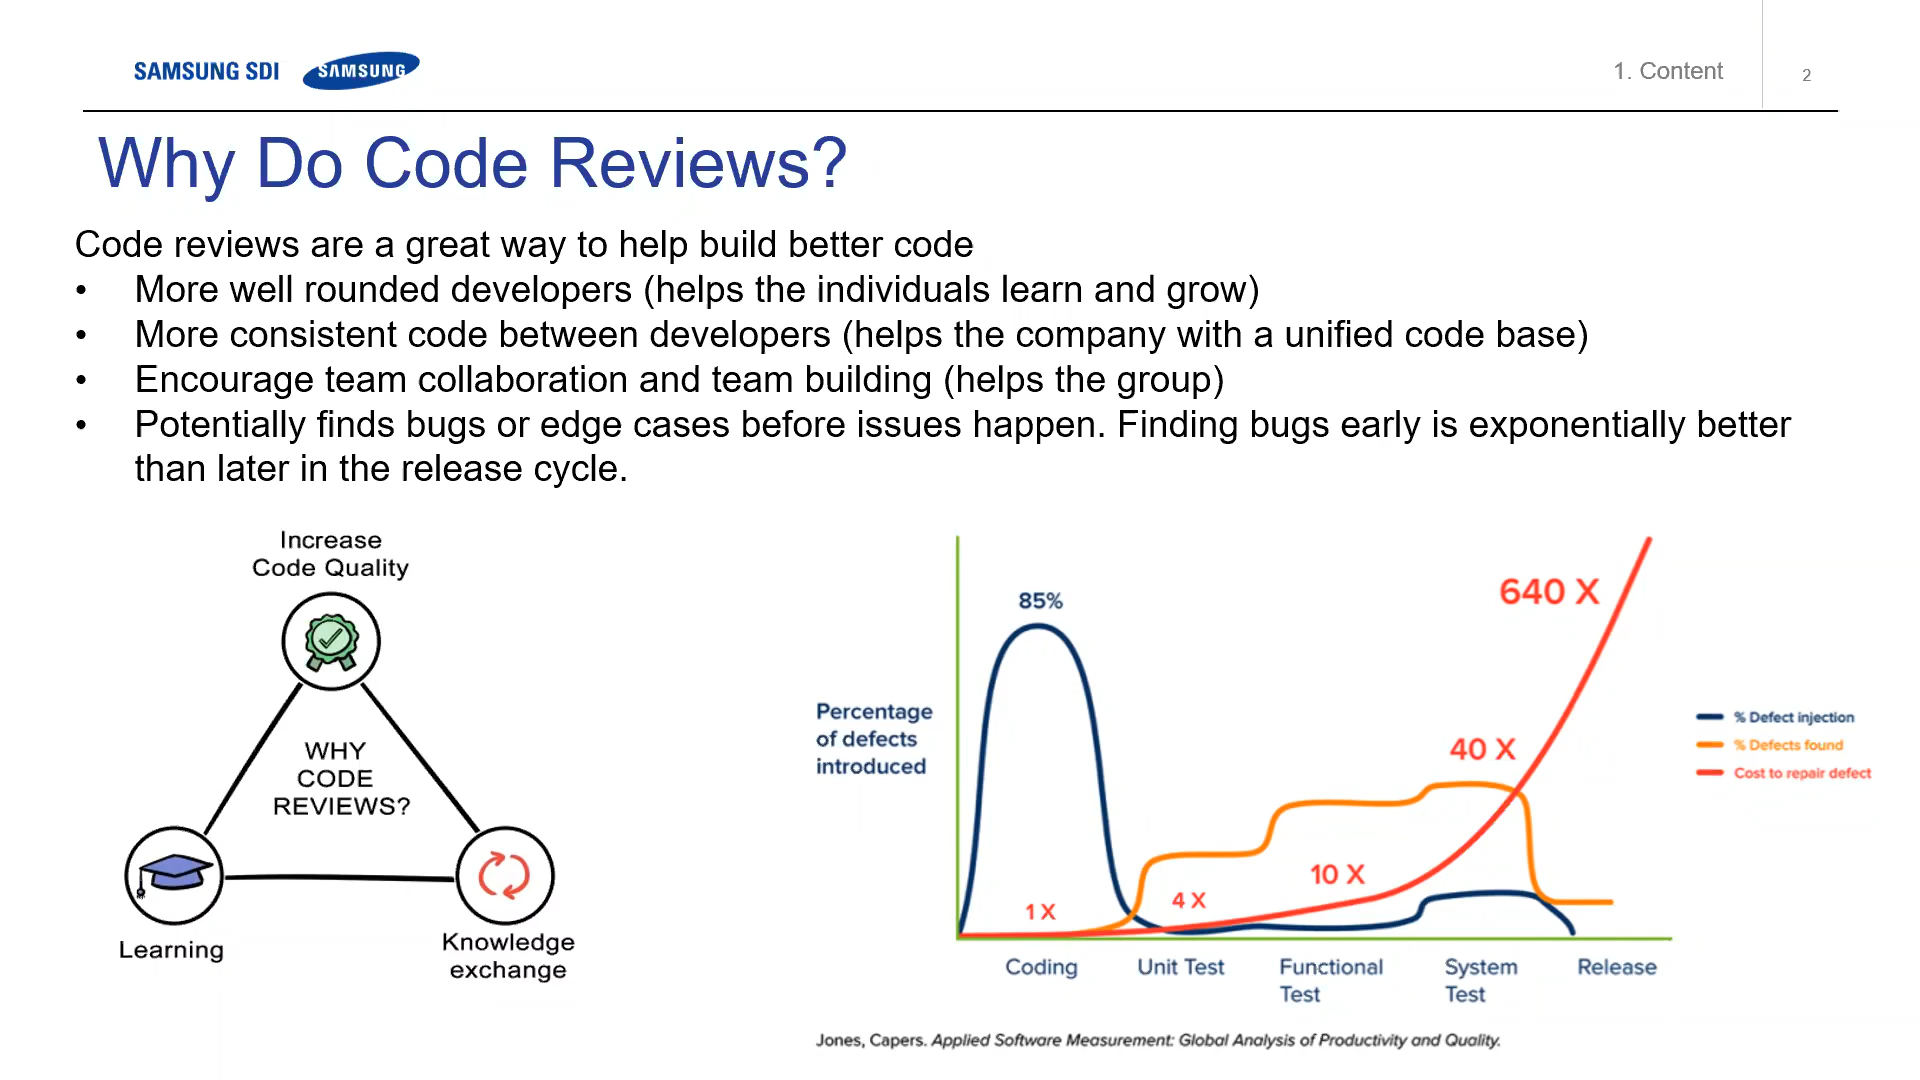 SAMSUNG SDI SAMSUNG
1. Content 2
Why Do Code Reviews?
Code reviews are a great way to help build better code
• More well rounded developers (helps the individuals learn and grow)
• More consistent code between developers (helps the company with a unified code base)
• Encourage team collaboration and team building (helps the group)
• Potentially finds bugs or edge cases before issues happen. Finding bugs early is exponentially better
than later in the release cycle.
Increase
Code Quality
WHY
CODE
REVIEWS?
Learning
Knowledge
exchange
Percentage
of defects
introduced
85%
1 X
4 X
10 X
40 X
640 X
Coding
Unit Test
Functional
Test
System
Test
Release
% Defect injection
% Defects found
Cost to repair defect
Jones, Capers. Applied Software Measurement: Global Analysis of Productivity and Quality.